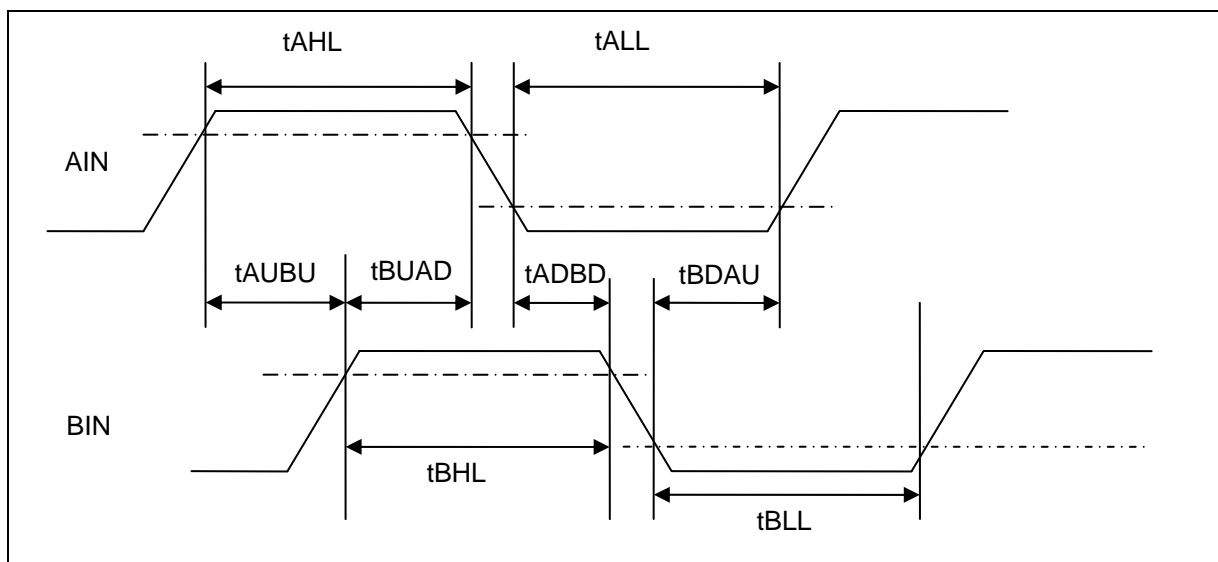 tAHL
tALL
AIN
tAUBU
tBUAD
tADBD
tBDAU
BIN
tBHL
tBLL